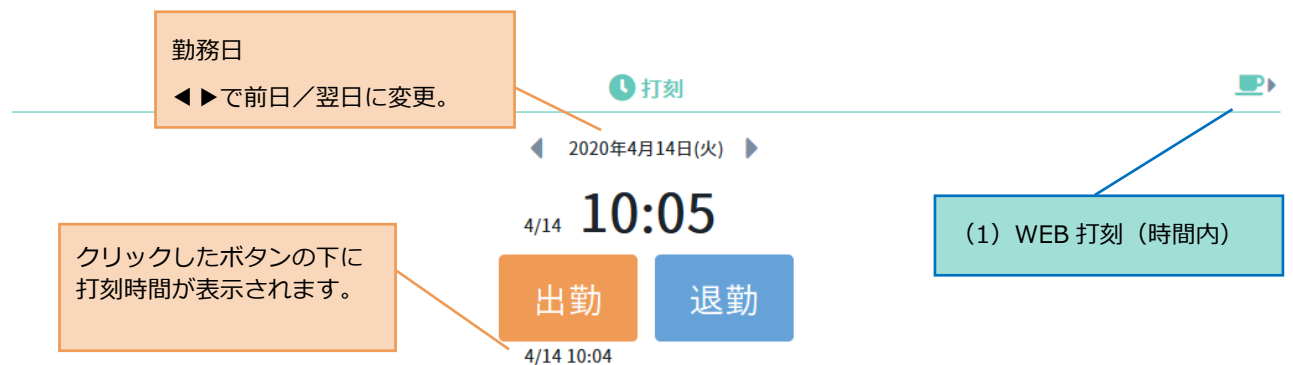 勤務日
◀ ▶で前日／翌日に変更。
打刻
2020年4月14日(火)
4/14 10:05
（1）WEB 打刻（時間内）
クリックしたボタンの下に
打刻時間が表示されます。
出勤
退勤
4/14 10:04